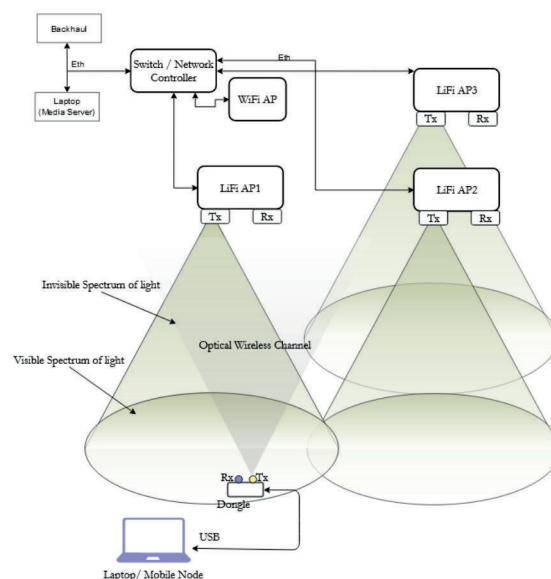 Backhaul
Eth
Laptop
(Media Server)
Switch / Network
Controller
WiFi AP
Eth
LiFi AP3
Tx
Rx
LiFi AP1
Tx
Rx
LiFi AP2
Tx
Rx
Invisible Spectrum of light
Optical Wireless Channel
Visible Spectrum of light
Rx
Tx
Dongle
USB
Laptop/ Mobile Node